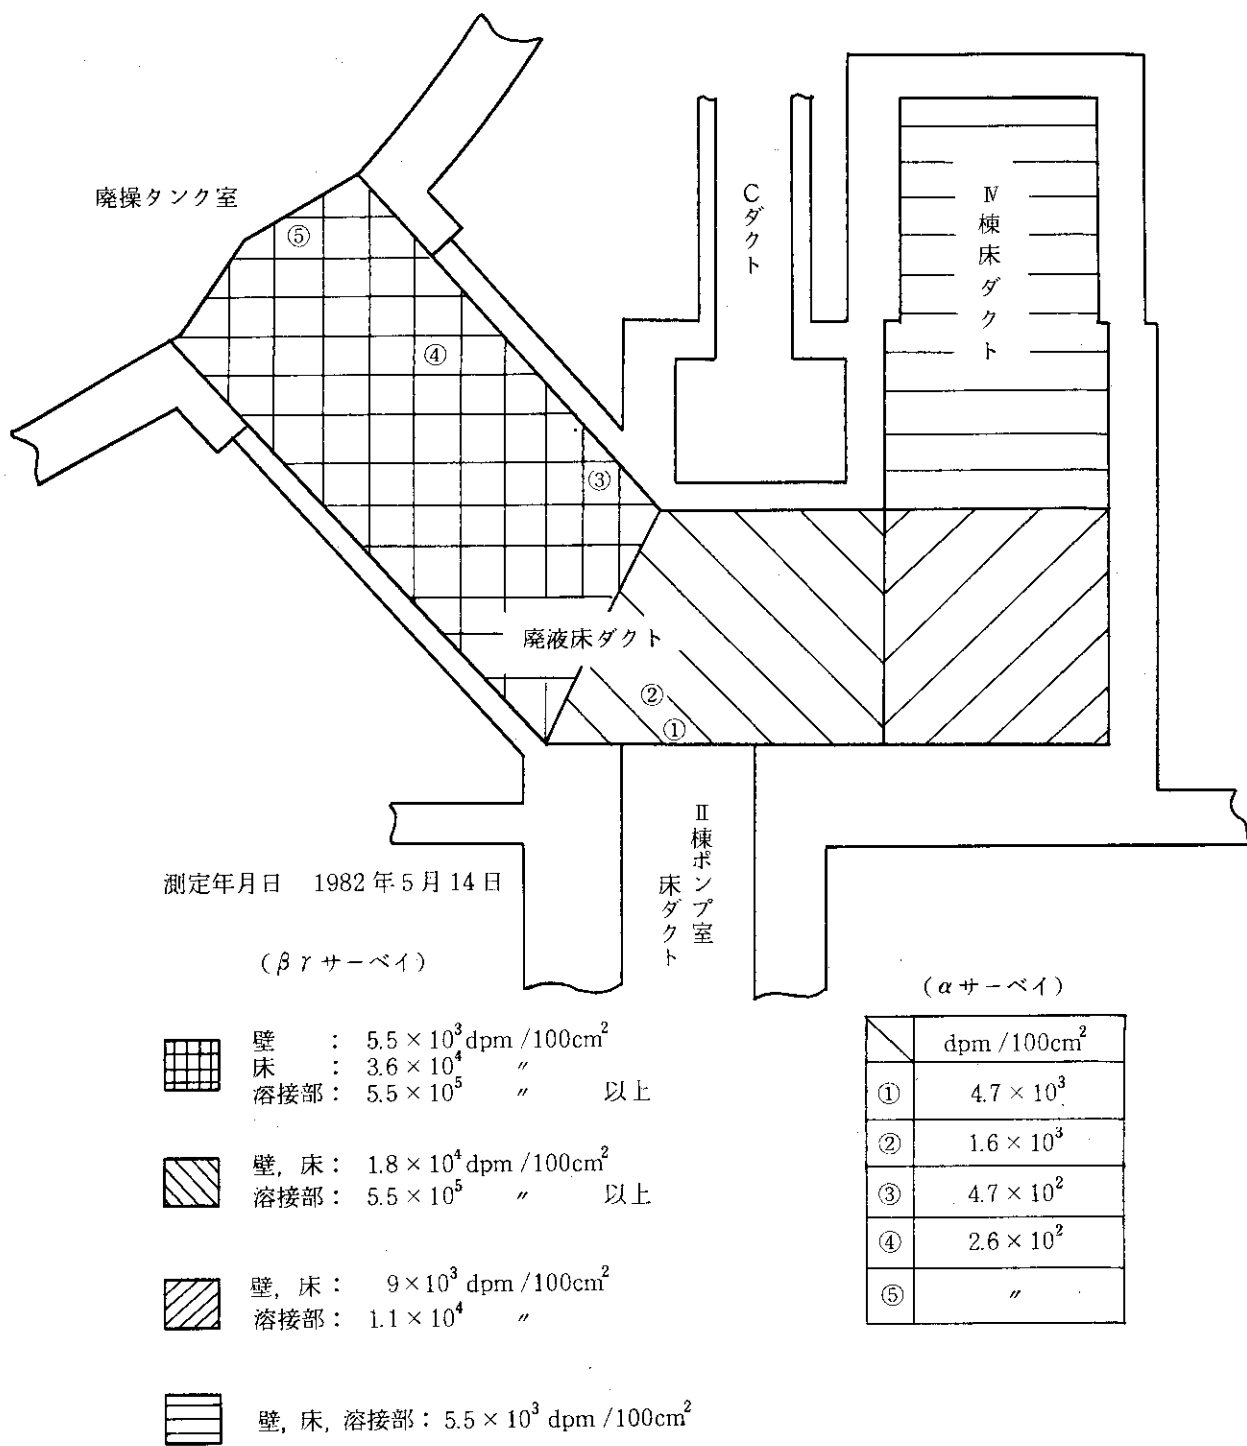 廃操タンク室
⑤
④
③
Cダクト
Ⅳ棟床ダクト
廃液床ダクト
②
①
Ⅱ棟ポンプ室
床ダクト
測定年月日 1982年5月14日
(βγサーベイ)
壁 : 5.5 × 10³ dpm /100cm²
床 : 3.6 × 10⁴ 〃
溶接部: 5.5 × 10⁵ 〃 以上
壁, 床: 1.8 × 10⁴ dpm /100cm²
溶接部: 5.5 × 10⁵ 〃 以上
壁, 床: 9 × 10³ dpm /100cm²
溶接部: 1.1 × 10⁴ 〃
壁, 床, 溶接部: 5.5 × 10³ dpm /100cm²
(αサーベイ)
dpm /100cm²
① 4.7 × 10³
② 1.6 × 10³
③ 4.7 × 10²
④ 2.6 × 10²
⑤ 〃